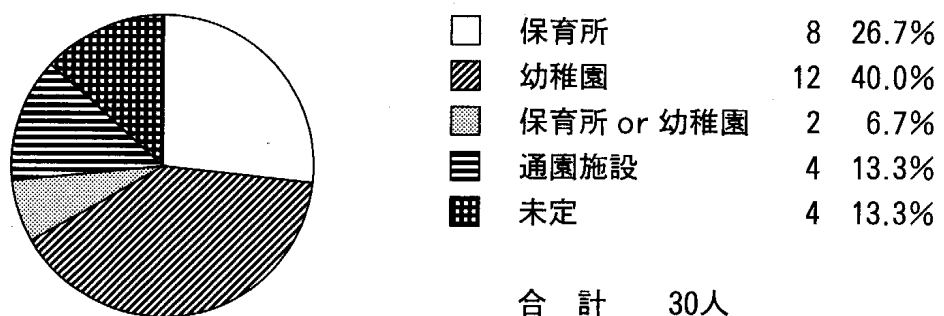 保育所 8 26.7%
幼稚園 12 40.0%
保育所 or 幼稚園 2 6.7%
通園施設 4 13.3%
未定 4 13.3%
合計 30人